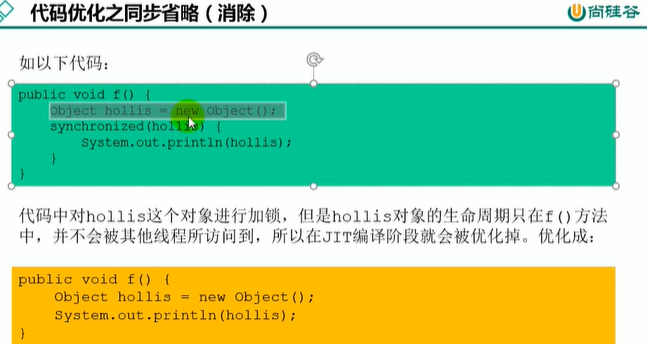 代码优化之同步省略（消除）
尚硅谷
如以下代码：
public void f() {
    Object hollis = new Object();
    synchronized(hollis) {
        System.out.println(hollis);
    }
}
代码中对hollis这个对象进行加锁，但是hollis对象的生命周期只在f()方法
中，并不会被其他线程所访问到，所以在JIT编译阶段就会被优化掉。优化成：
public void f() {
    Object hollis = new Object();
    System.out.println(hollis);
}